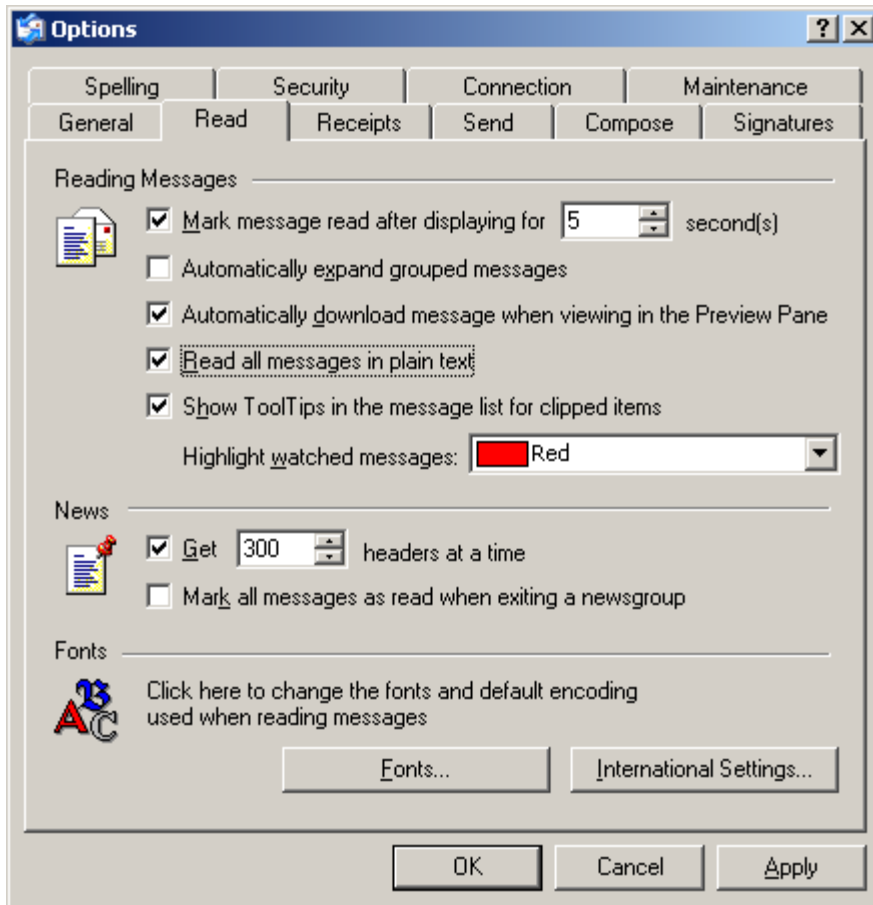 Options
Spelling Security Connection Maintenance
General Read Receipts Send Compose Signatures
Reading Messages
Mark message read after displaying for 5 second(s)
Automatically expand grouped messages
Automatically download message when viewing in the Preview Pane
Read all messages in plain text
Show ToolTips in the message list for clipped items
Highlight watched messages: Red
News
Get 300 headers at a time
Mark all messages as read when exiting a newsgroup
Fonts
Click here to change the fonts and default encoding
used when reading messages
Fonts... International Settings...
OK Cancel Apply